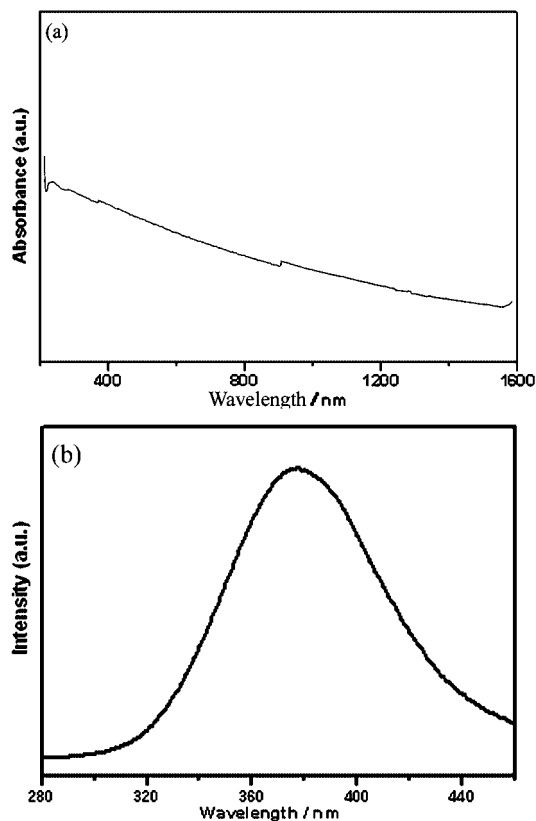 (a)
Absorbance (a.u.)
400 800 1200 1600
Wavelength / nm
(b)
Intensity (a.u.)
280 320 360 400 440
Wavelength / nm